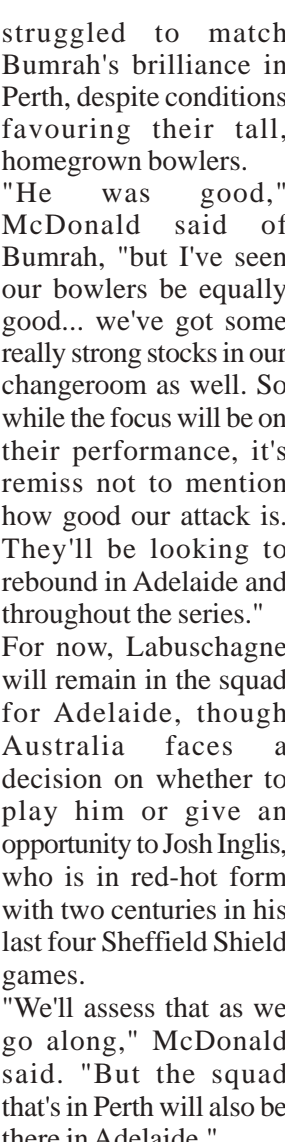 struggled to match
Bumrah's brilliance in
Perth, despite conditions
favouring their tall,
homegrown bowlers.
"He was good,"
McDonald said of
Bumrah, "but I've seen
our bowlers be equally
good... we've got some
really strong stocks in our
changeroom as well. So
while the focus will be on
their performance, it's
remiss not to mention
how good our attack is.
They'll be looking to
rebound in Adelaide and
throughout the series."
For now, Labuschagne
will remain in the squad
for Adelaide, though
Australia faces a
decision on whether to
play him or give an
opportunity to Josh Inglis,
who is in red-hot form
with two centuries in his
last four Sheffield Shield
games.
"We'll assess that as we
go along," McDonald
said. "But the squad
that's in Perth will also be
there in Adelaide."